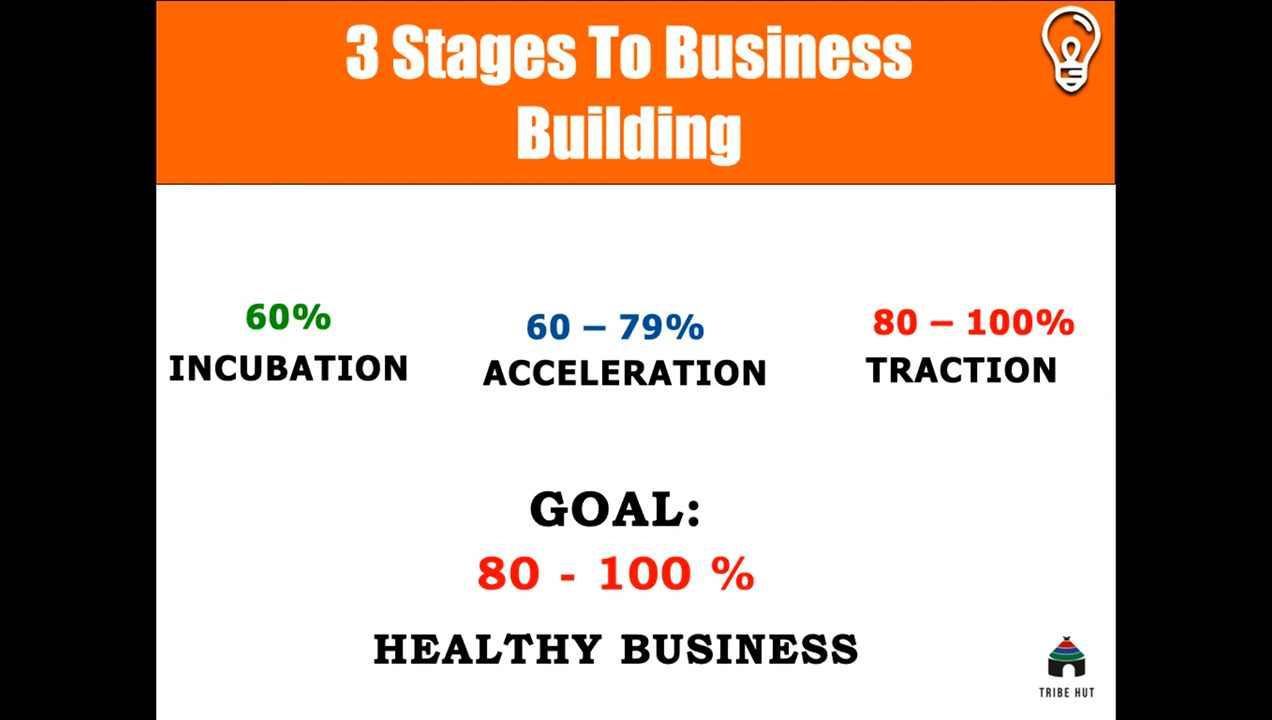 3 Stages To Business
Building
60%
INCUBATION
60 – 79%
ACCELERATION
80 – 100%
TRACTION
GOAL:
80 - 100 %
HEALTHY BUSINESS
TRIBE HUT